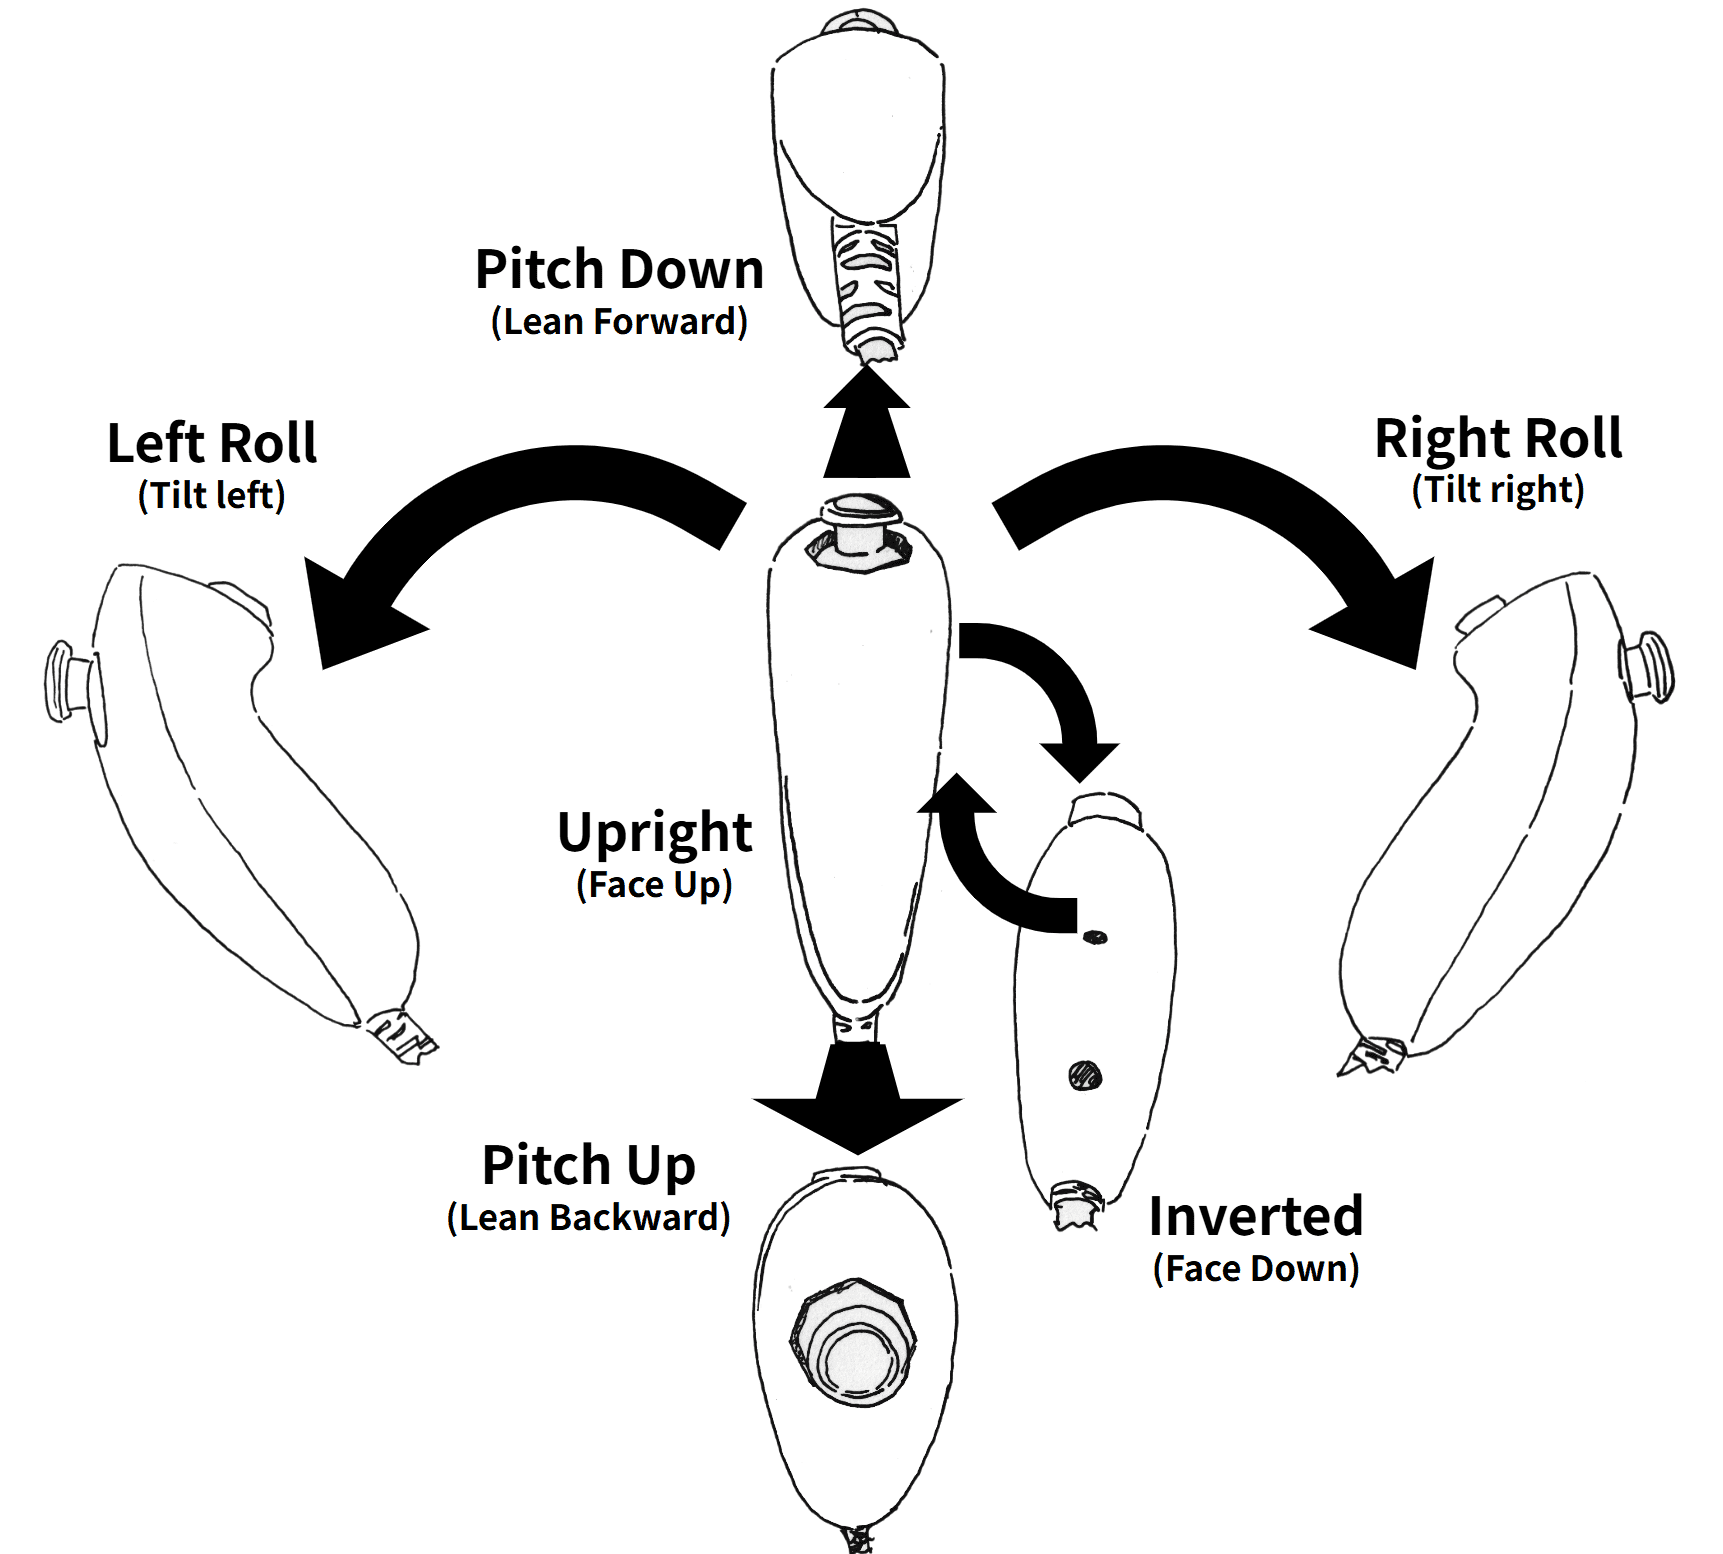 Pitch Down
(Lean Forward)
Left Roll
(Tilt left)
Right Roll
(Tilt right)
Upright
(Face Up)
Pitch Up
(Lean Backward)
Inverted
(Face Down)